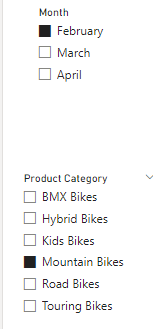 Month
February
March
April
Product Category
BMX Bikes
Hybrid Bikes
Kids Bikes
Mountain Bikes
Road Bikes
Touring Bikes